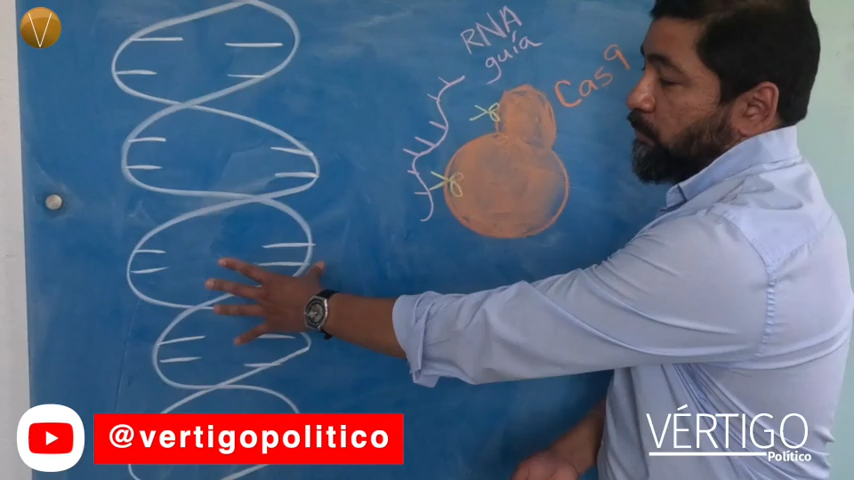 V
RNA
guía
Cas9
@vertigopolitico
VÉRTIGO
Político